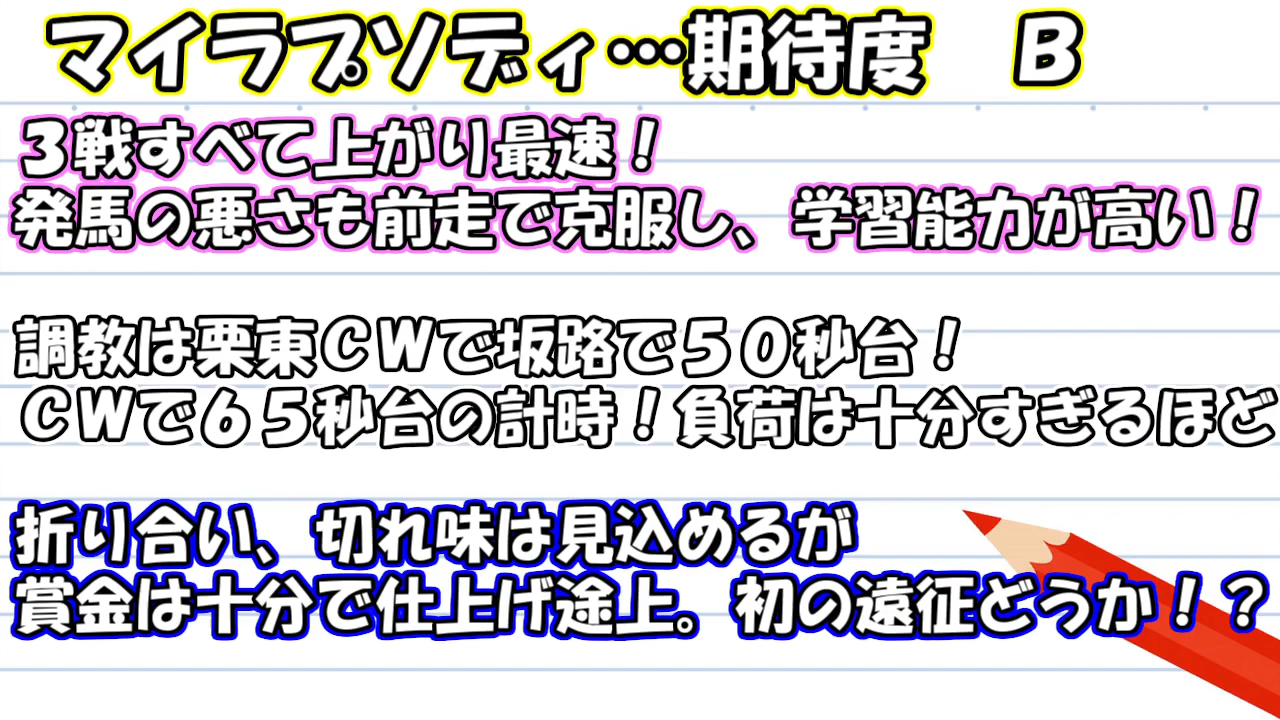 マイラプソディ…期待度　Ｂ
３戦すべて上がり最速！
発馬の悪さも前走で克服し、学習能力が高い！
調教は栗東ＣＷで坂路で５０秒台！
ＣＷで６５秒台の計時！負荷は十分すぎるほど
折り合い、切れ味は見込めるが
賞金は十分で仕上げ途上。初の遠征どうか！？